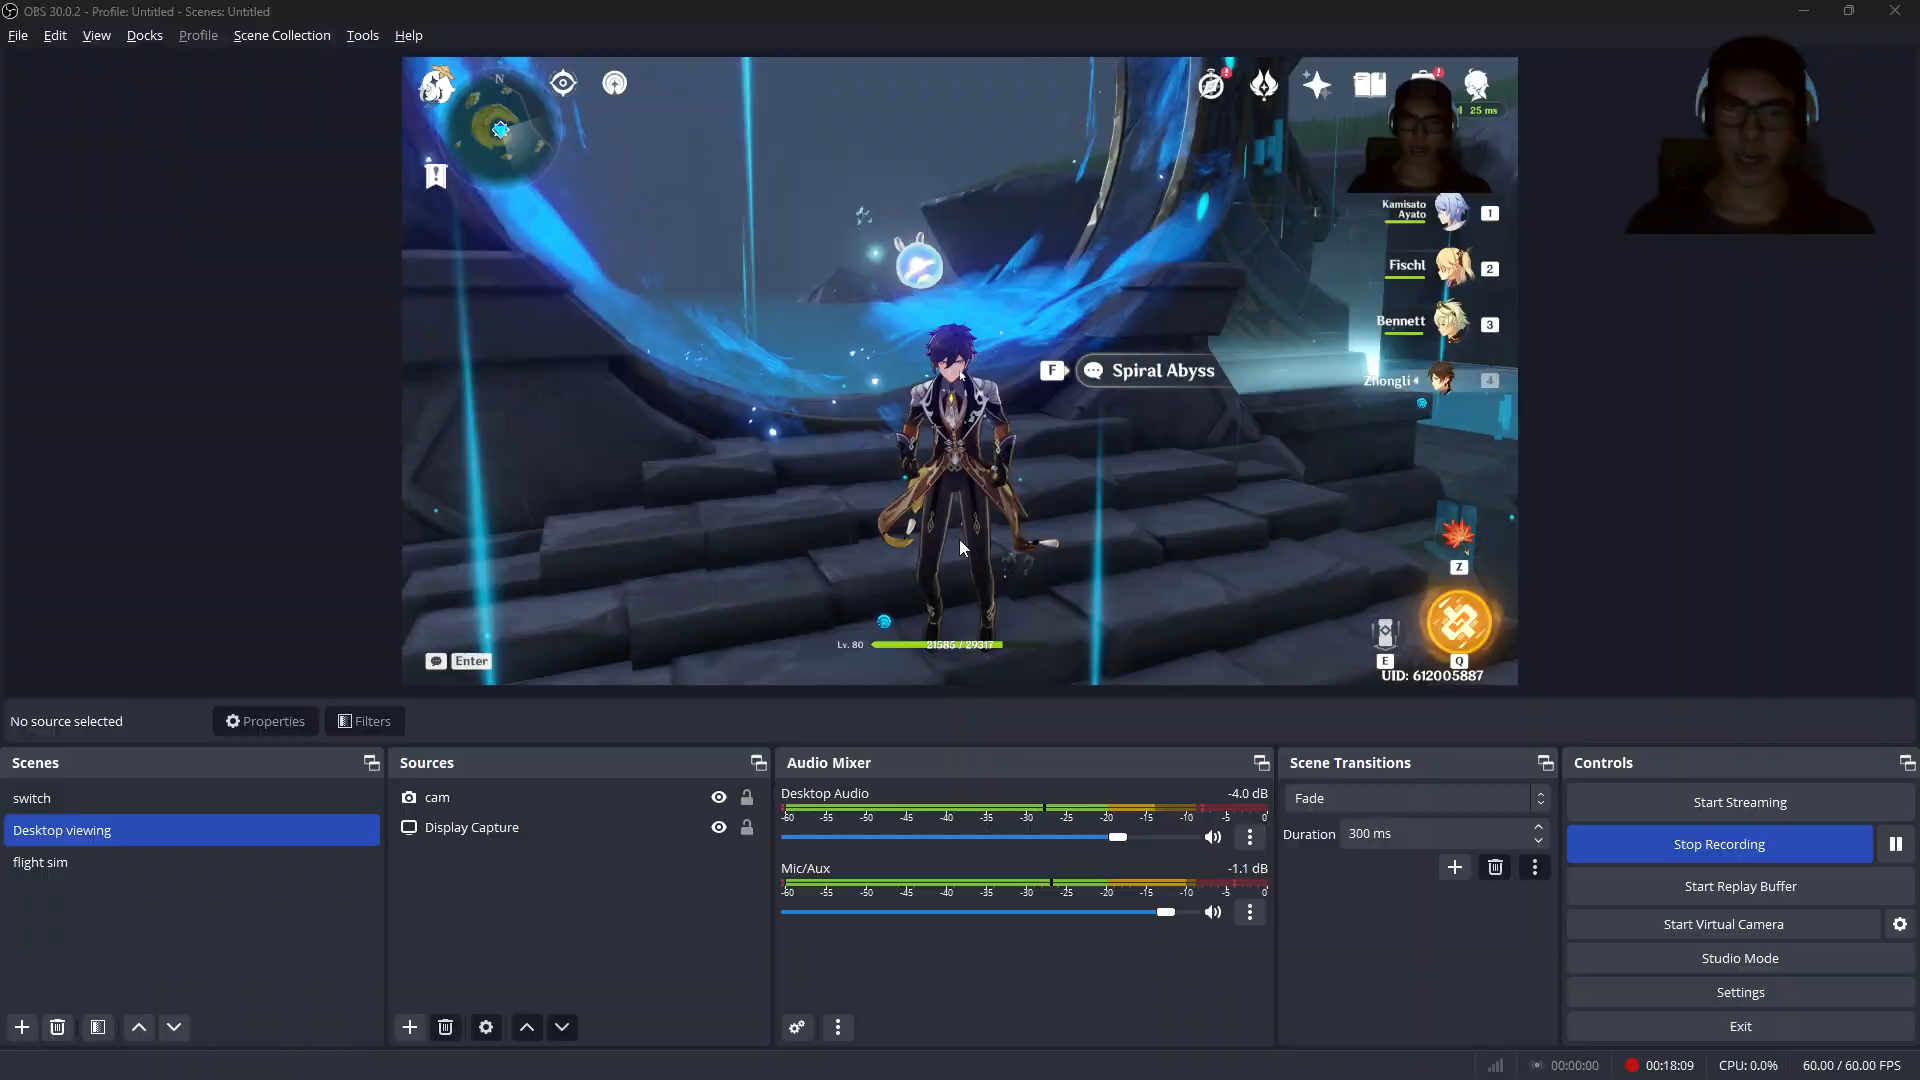 OBS 30.0.2 - Profile: Untitled - Scenes: Untitled
File Edit View Docks Profile Scene Collection Tools Help
N
25 ms
Kamisato
Ayato
1
Fischl
2
Bennett
3
F
Spiral Abyss
Zhongli
4
Z
Lv. 80
21585 / 29317
Enter
E
Q
UID: 612005887
No source selected
Properties
Filters
Scenes
switch
Desktop viewing
flight sim
Sources
cam
Display Capture
Audio Mixer
Desktop Audio
-4.0 dB
-60 -55 -50 -45 -40 -35 -30 -25 -20 -15 -10 -5 0
Mic/Aux
-1.1 dB
-60 -55 -50 -45 -40 -35 -30 -25 -20 -15 -10 -5 0
Scene Transitions
Fade
Duration 300 ms
Controls
Start Streaming
Stop Recording
Start Replay Buffer
Start Virtual Camera
Studio Mode
Settings
Exit
00:00:00
00:18:09
CPU: 0.0%
60.00 / 60.00 FPS